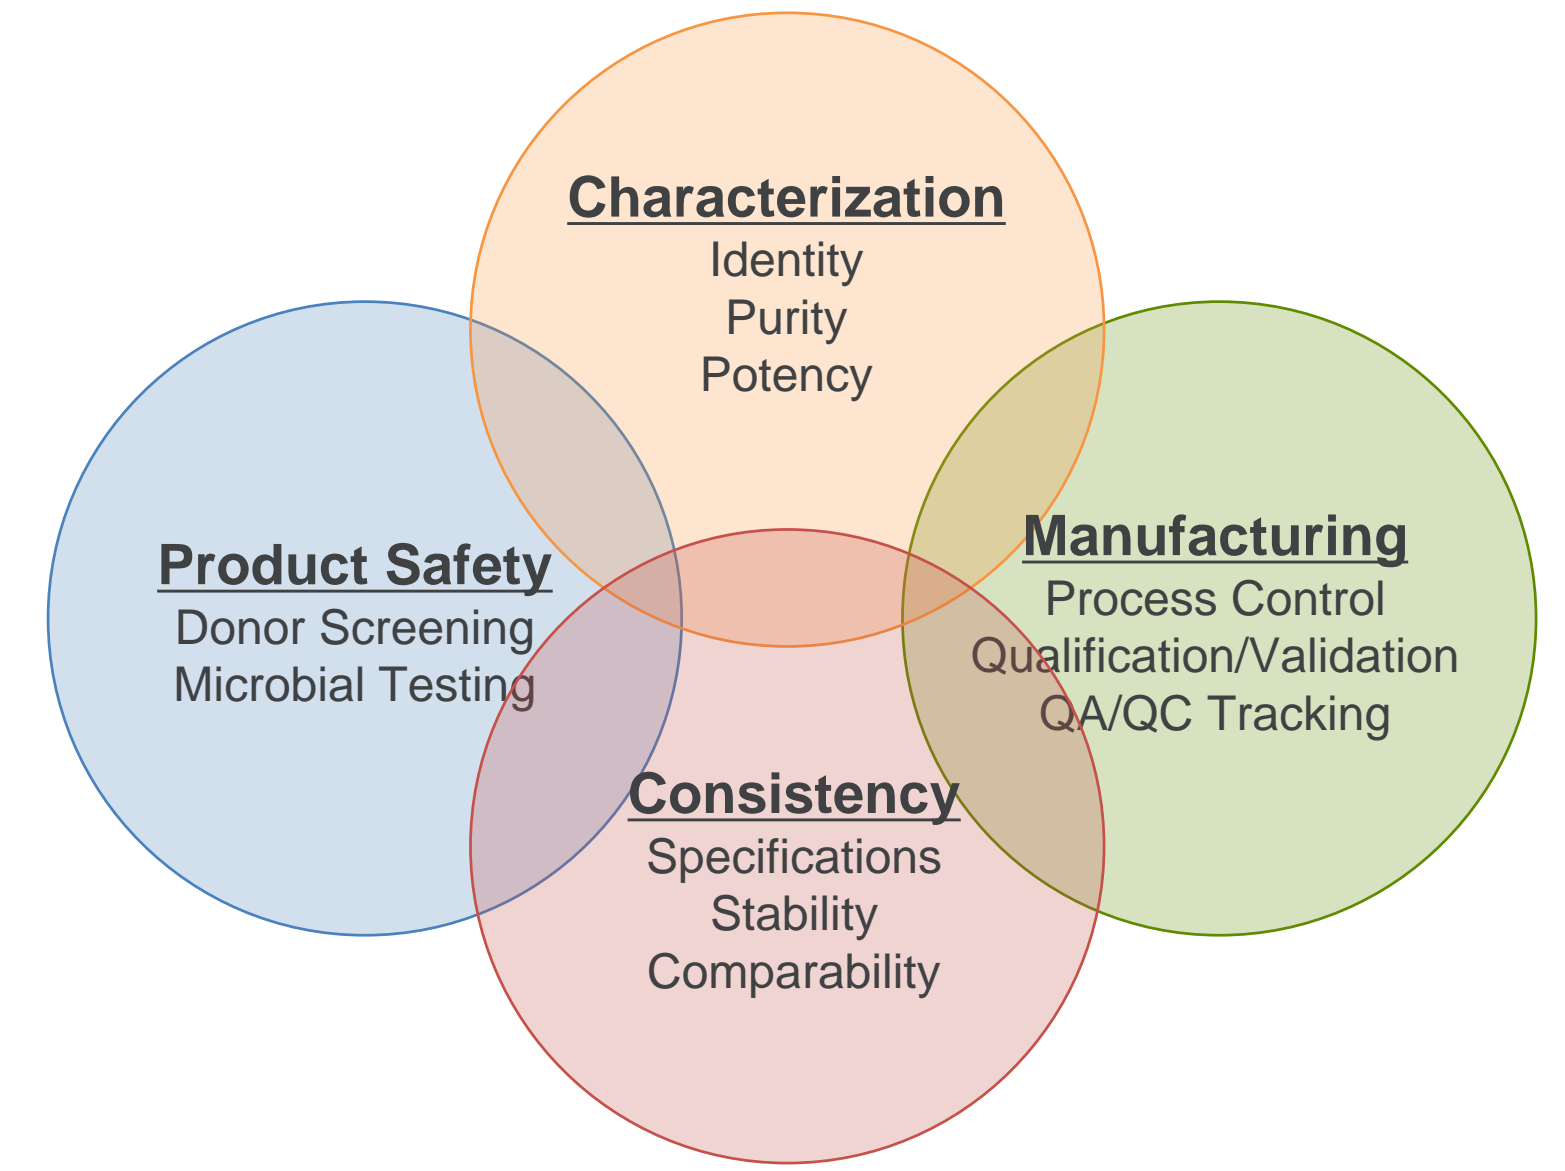 Characterization
Identity
Purity
Potency
Product Safety
Donor Screening
Microbial Testing
Manufacturing
Process Control
Qualification/Validation
QA/QC Tracking
Consistency
Specifications
Stability
Comparability